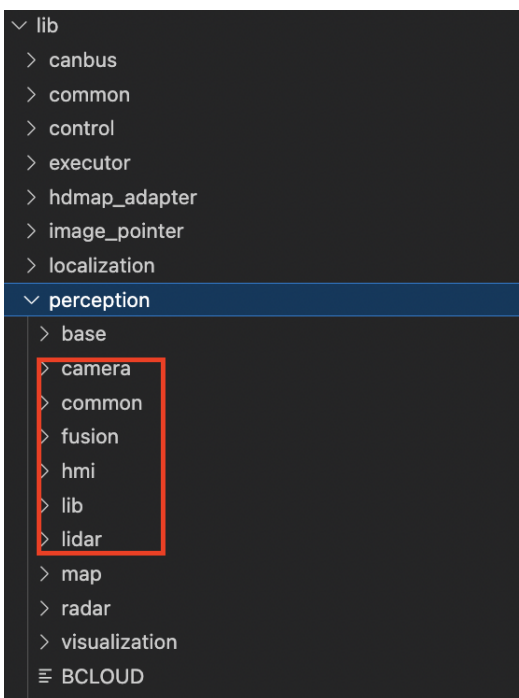 lib
canbus
common
control
executor
hdmap_adapter
image_pointer
localization
perception
base
camera
common
fusion
hmi
lib
lidar
map
radar
visualization
BCLOUD